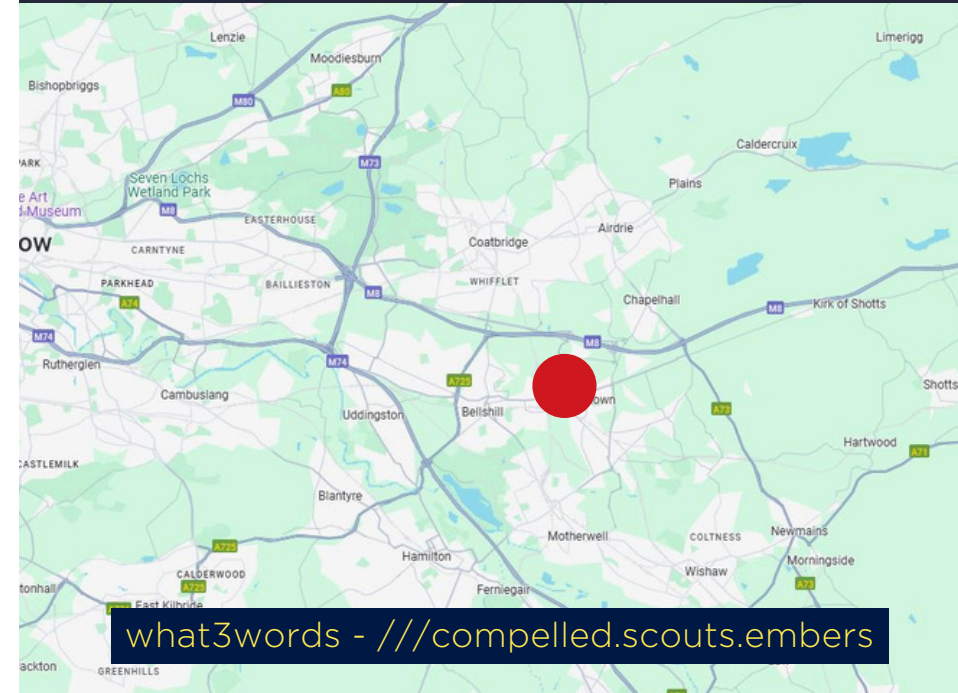 Lenzie
Limerigg
Moodiesburn
Bishopbriggs
A80
M80
Caldercruix
M73
PARK
Seven Lochs
Wetland Park
Plains
e Art
d Museum
M8
EASTERHOUSE
Airdrie
OW
CARNTYNE
Coatbridge
PARKHEAD
BAILLIESTON
WHIFFLET
A74
M8
Chapelhall
M8
Kirk of Shotts
M74
M8
Rutherglen
M74
A725
Shotts
Cambuslang
own
Uddingston
Bellshill
A73
Hartwood
A71
CASTLEMILK
Blantyre
Motherwell
COLTNESS
Newmains
A725
Hamilton
Morningside
CALDERWOOD
Wishaw
A725
tonhall
Ferniegair
A73
East Kilbride
what3words - ///compelled.scouts.embers
ackton
GREENHILLS